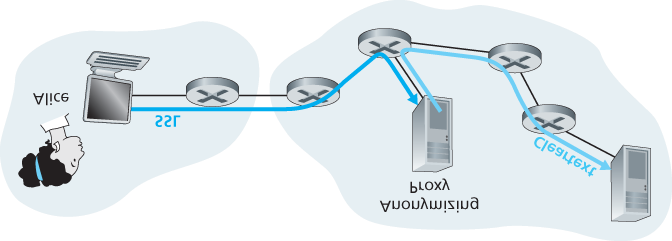 Alice
SSL
Cleartext
Anonymizing
Proxy